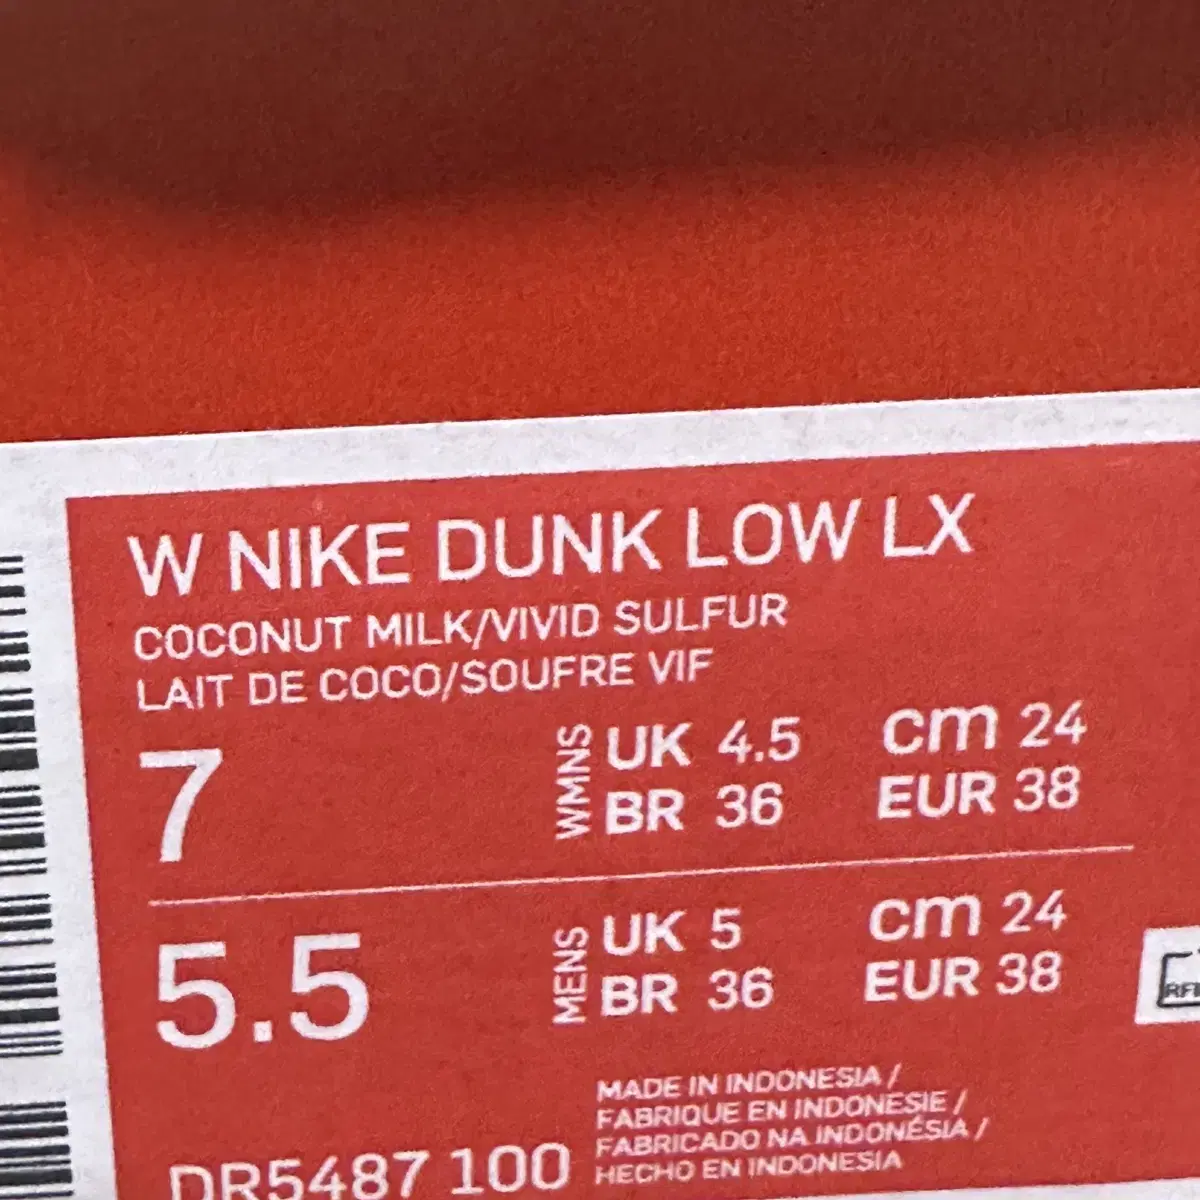 W NIKE DUNK LOW LX
COCONUT MILK/VIVID SULFUR
LAIT DE COCO/SOUFRE VIF
7 WMNS UK 4.5 cm 24
BR 36 EUR 38
5.5 MENS UK 5 cm 24
BR 36 EUR 38
MADE IN INDONESIA /
FABRIQUE EN INDONESIE /
FABRICADO NA INDONÉSIA /
HECHO EN INDONESIA
DR5487 100